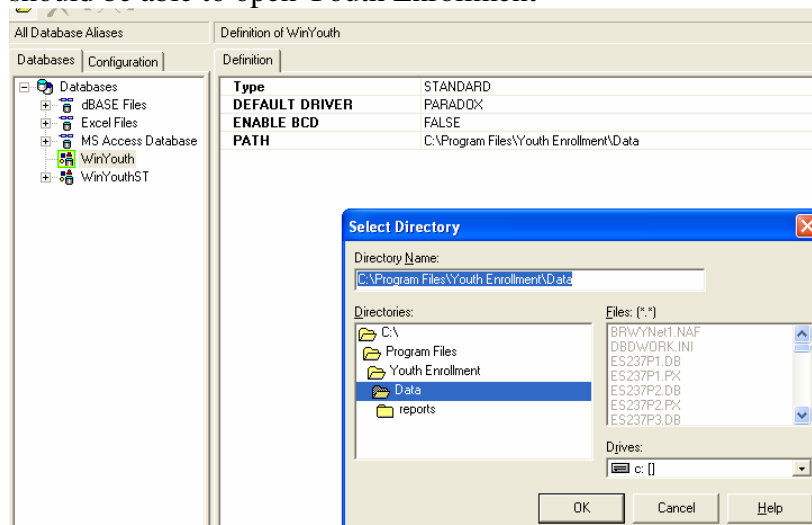 should be able to open Youth Enrollment
All Database Aliases
Definition of WinYouth
Databases
Configuration
Definition
Databases
dBASE Files
Excel Files
MS Access Database
WinYouth
WinYouthST
Type STANDARD
DEFAULT DRIVER PARADOX
ENABLE BCD FALSE
PATH C:\Program Files\Youth Enrollment\Data
Select Directory
Directory Name:
C:\Program Files\Youth Enrollment\Data
Directories:
C:\
Program Files
Youth Enrollment
Data
reports
Files: (*.*)
BRWYNet1.NAF
DBDWORK.INI
ES237P1.DB
ES237P1.PX
ES237P2.DB
ES237P2.PX
ES237P3.DB
Drives:
c: []
OK
Cancel
Help